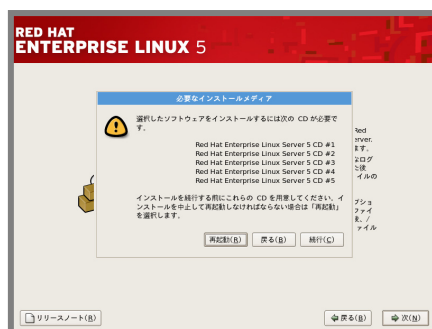 RED HAT
ENTERPRISE LINUX 5
必要なインストールメディア
選択したソフトウェアをインストールするには次の CD が必要で
す。
Red Hat Enterprise Linux Server 5 CD #1
Red Hat Enterprise Linux Server 5 CD #2
Red Hat Enterprise Linux Server 5 CD #3
Red Hat Enterprise Linux Server 5 CD #4
Red Hat Enterprise Linux Server 5 CD #5
インストールを続行する前にこれらの CD を用意してください。イ
ンストールを中止して再起動しなければならない場合は「再起動」
を選択します。
再起動(R) 戻る(B) 続行(C)
Red
erver.
ます。
なログ
イルの
プショ
ファイ
ァイル
リリースノート(R) 戻る(B) 次(N)